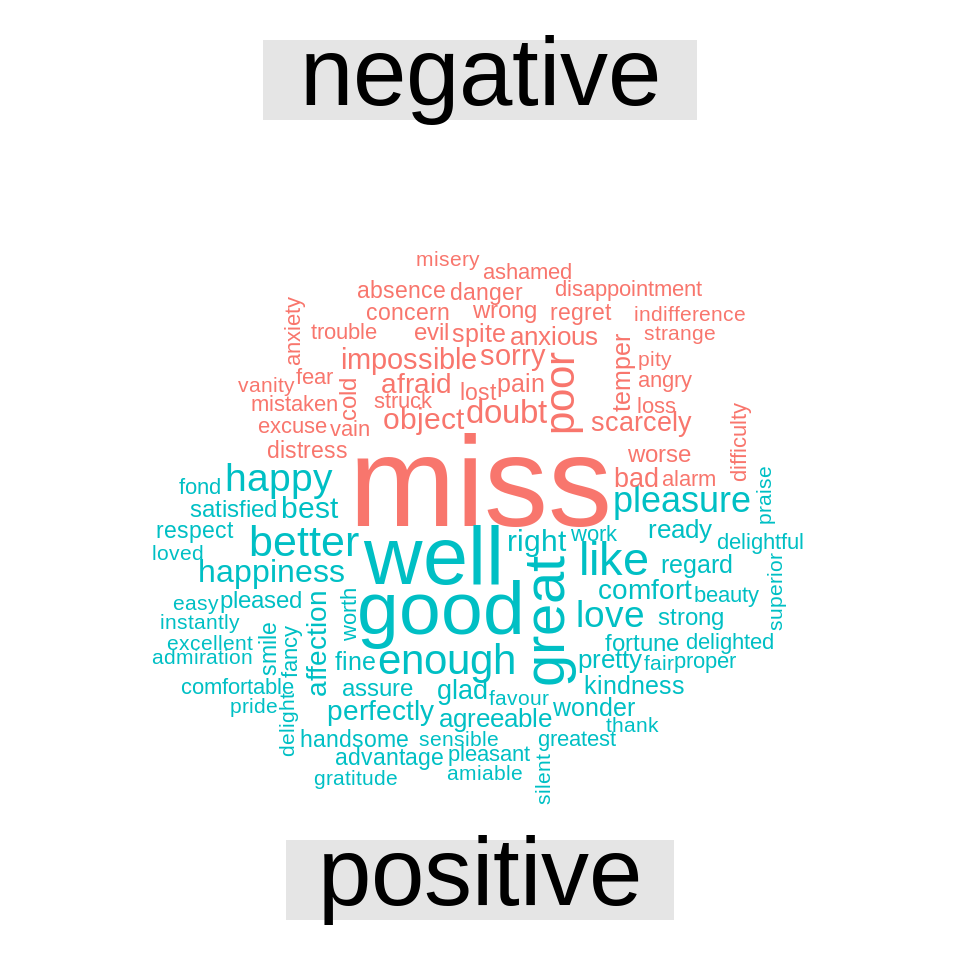 negative
misery
ashamed
absence
danger
disappointment
concern
wrong
regret
indifference
anxiety
trouble
evil
spite
anxious
strange
impossible
sorry
poor
temper
pity
vanity
fear
cold
afraid
lost
pain
angry
mistaken
struck
object
doubt
scarcely
loss
excuse
vain
difficulty
distress
miss
worse
bad
alarm
fond
happy
pleasure
praise
satisfied
best
respect
better
well
right
work
ready
delightful
loved
happiness
great
like
regard
superior
easy
pleased
worth
good
comfort
beauty
instantly
affection
love
strong
excellent
smile
fancy
fortune
delighted
admiration
fine
enough
pretty
fair
proper
comfortable
delight
assure
glad
favour
kindness
pride
perfectly
agreeable
wonder
thank
handsome
sensible
greatest
advantage
pleasant
silent
gratitude
amiable
positive